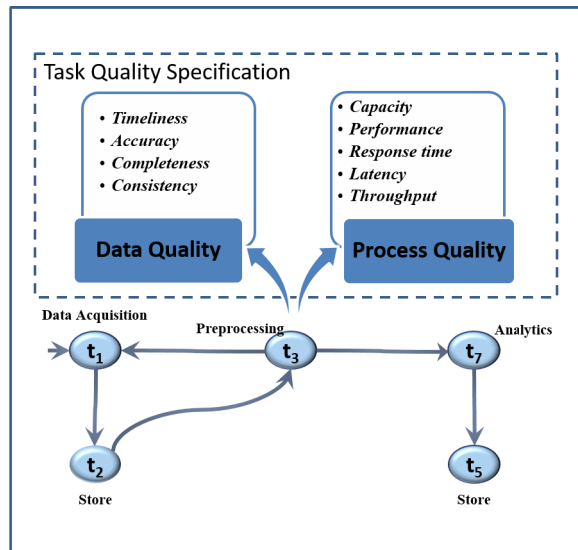 Task Quality Specification
• Timeliness
• Accuracy
• Completeness
• Consistency
Data Quality
• Capacity
• Performance
• Response time
• Latency
• Throughput
Process Quality
Data Acquisition
Preprocessing
Analytics
t1
t3
t7
t2
t5
Store
Store